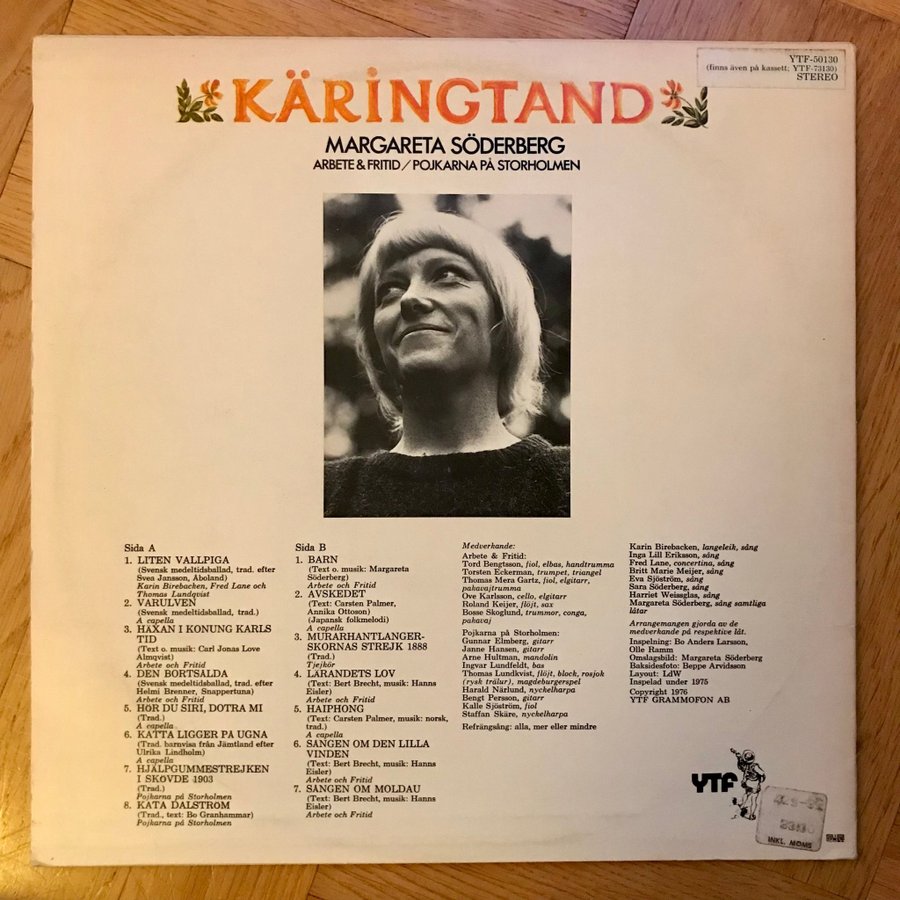 YTF-50130
(finns även på kassett: YTF-73130)
STEREO
KÄRINGTAND
MARGARETA SÖDERBERG
ARBETE & FRITID / POJKARNA PÅ STORHOLMEN
Sida A
1. LITEN VALLPIGA
(Svensk medeltidsballad, trad. efter
Svea Jansson, Åboland)
Karin Birebacken, Fred Lane och
Thomas Lundqvist
2. VARULVEN
(Svensk medeltidsballad, trad.)
A capella
3. HÄXAN I KONUNG KARLS
TID
(Text o. musik: Carl Jonas Love
Almqvist)
Arbete och Fritid
4. DEN BORTSÅLDA
(Svensk medeltidsballad, trad. efter
Helmi Brenner, Snappertuna)
Arbete och Fritid
5. HÖR DU SIRI, DOTRA MI
(Trad.)
A capella
6. KATTA LIGGER PÅ UGNA
(Trad. barnvisa från Jämtland efter
Ulrika Lindholm)
A capella
7. HJÄLPGUMMESTREJKEN
I SKÖVDE 1903
(Trad.)
Pojkarna på Storholmen
8. KATA DALSTRÖM
(Trad., text: Bo Granhammar)
Pojkarna på Storholmen
Sida B
1. BARN
(Text o. musik: Margareta
Söderberg)
Arbete och Fritid
2. AVSKEDET
(Text: Carsten Palmer,
Annika Ottoson)
(Japansk folkmelodi)
A capella
3. MURARHANTLANGER-
SKORNAS STREJK 1888
(Trad.)
Tjejkör
4. LÄRANDETS LOV
(Text: Bert Brecht, musik: Hanns
Eisler)
Arbete och Fritid
5. HAIPHONG
(Text: Carsten Palmer, musik: norsk,
trad.)
A capella
6. SÅNGEN OM DEN LILLA
VINDEN
(Text: Bert Brecht, musik: Hanns
Eisler)
Arbete och Fritid
7. SÅNGEN OM MOLDAU
(Text: Bert Brecht, musik: Hanns
Eisler)
Arbete och Fritid
Medverkande:
Arbete & Fritid:
Tord Bengtsson, fiol, elbas, handtrumma
Torsten Eckerman, trumpet, triangel
Thomas Mera Gartz, fiol, elgitarr,
pakavajtrumma
Ove Karlsson, cello, elgitarr
Roland Keijer, flöjt, sax
Bosse Skoglund, trummor, conga,
pakavaj
Pojkarna på Storholmen:
Gunnar Elmberg, gitarr
Janne Hansen, gitarr
Arne Hultman, mandolin
Ingvar Lundfeldt, bas
Thomas Lundkvist, flöjt, block, rosjok
(rysk trälur), magdeburgerspel
Harald Närlund, nyckelharpa
Bengt Persson, gitarr
Kalle Sjöström, fiol
Staffan Skäre, nyckelharpa
Refrängsång: alla, mer eller mindre
Karin Birebacken, langeleik, sång
Inga Lill Eriksson, sång
Fred Lane, concertina, sång
Britt Marie Meijer, sång
Eva Sjöström, sång
Sara Söderberg, sång
Harriet Weissglas, sång
Margareta Söderberg, sång samtliga
låtar
Arrangemangen gjorda av de
medverkande på respektive låt.
Inspelning: Bo Anders Larsson,
Olle Ramm
Omslagsbild: Margareta Söderberg
Baksidesfoto: Beppe Arvidsson
Layout: LdW
Inspelad under 1975
Copyright 1976
YTF GRAMMOFON AB
YTF
INKL. MOMS